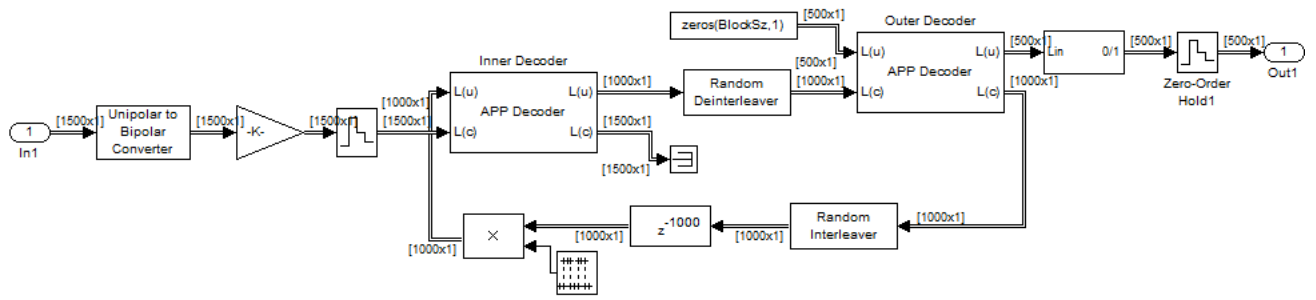 [500x1]
Outer Decoder
zeros(BlockSz,1)
L(u) L(u) [500x1] Lin 0/1 [500x1] [500x1] 1
Inner Decoder
[500x1]
APP Decoder
Out1
[1000x1]
L(u) L(u) [1000x1] Random Deinterleaver [1000x1] L(c) L(c) [1000x1]
Zero-Order
Hold1
[1000x1]
APP Decoder
1 [1500x1] Unipolar to
Bipolar
Converter
[1500x1] -K- [1500x1] [1500x1] L(c) L(c) [1500x1]
In1
[1500x1]
[1000x1] × [1000x1] z-1000 [1000x1] Random
Interleaver
[1000x1]